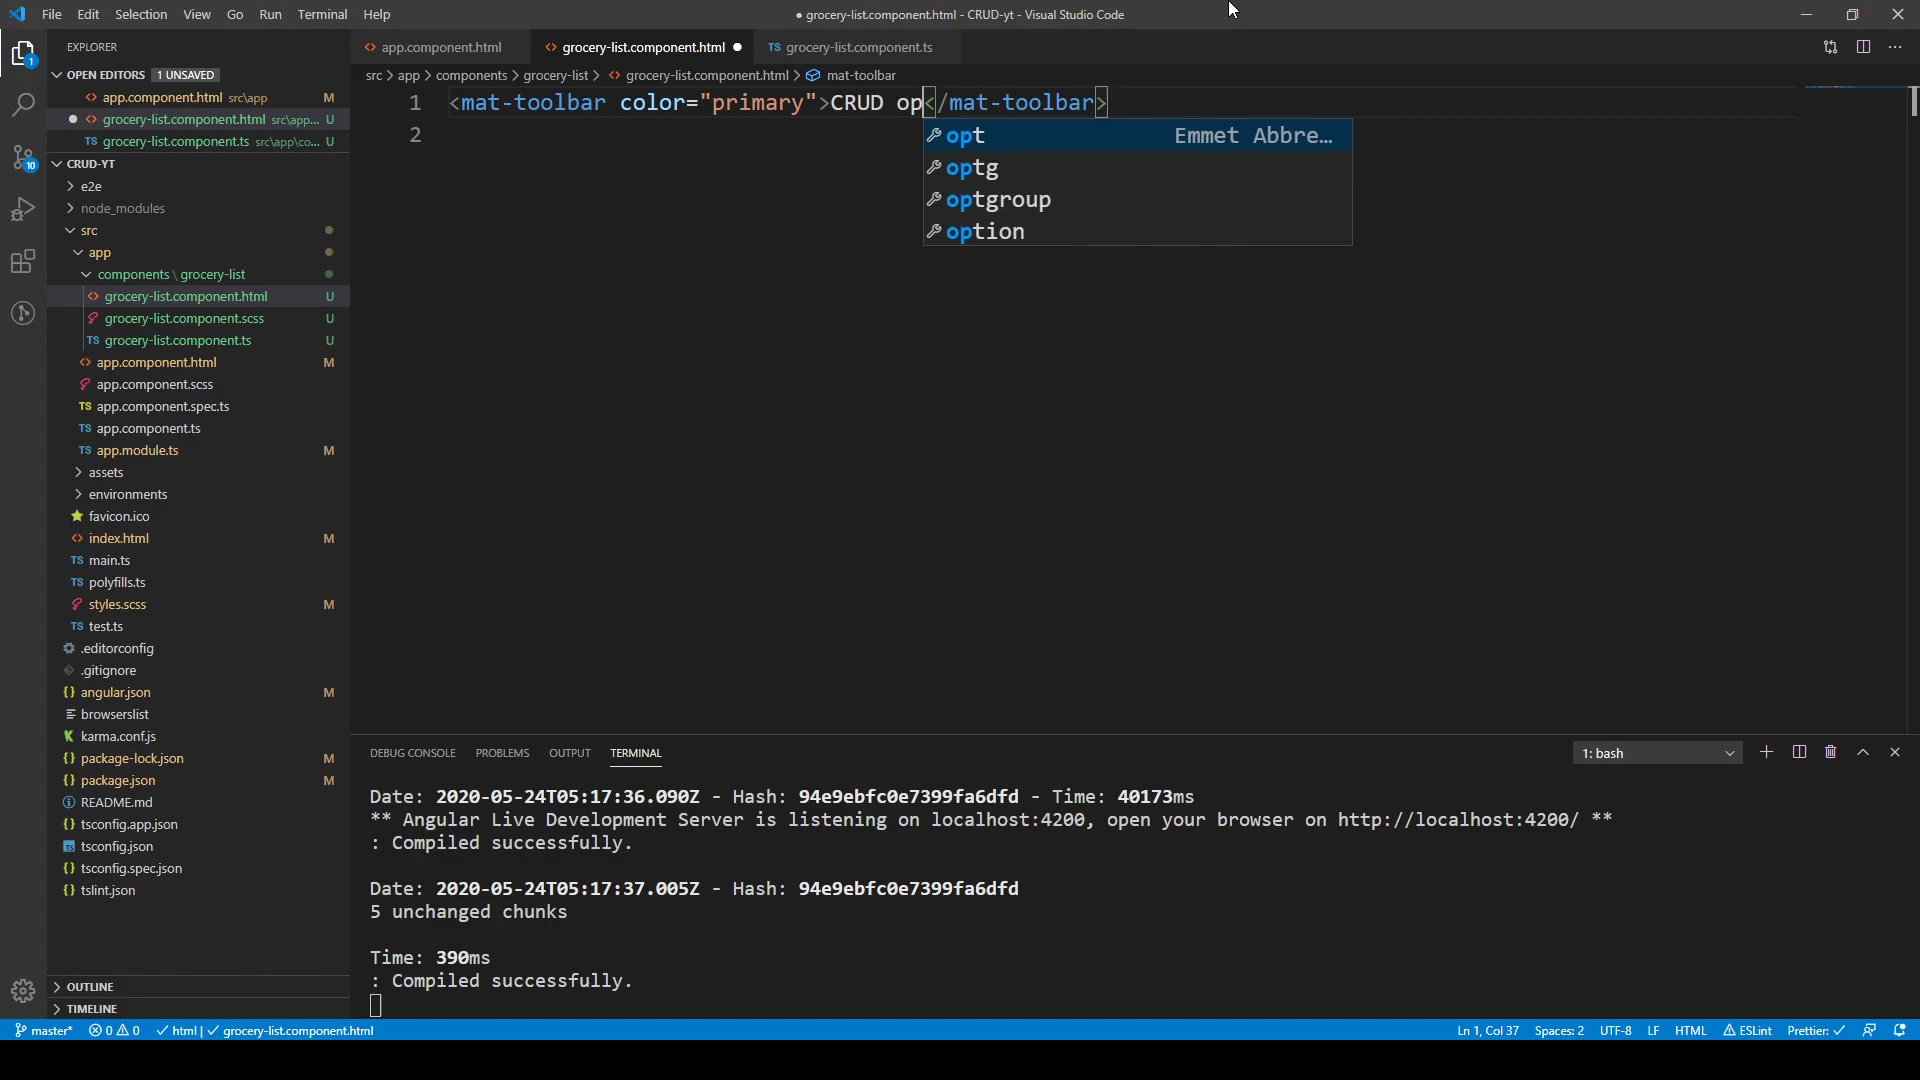 File Edit Selection View Go Run Terminal Help
● grocery-list.component.html - CRUD-yt - Visual Studio Code
EXPLORER
app.component.html
grocery-list.component.html ●
TS grocery-list.component.ts
OPEN EDITORS 1 UNSAVED
src > app > components > grocery-list > grocery-list.component.html > mat-toolbar
app.component.html src\app M
grocery-list.component.html src\app... U
TS grocery-list.component.ts src\app\co... U
1 <mat-toolbar color="primary">CRUD op</mat-toolbar>
2
opt Emmet Abbre...
optg
optgroup
option
1
10
CRUD-YT
e2e
node_modules
src
app
components \ grocery-list
grocery-list.component.html U
grocery-list.component.scss U
TS grocery-list.component.ts U
app.component.html M
app.component.scss
TS app.component.spec.ts
TS app.component.ts
TS app.module.ts M
assets
environments
favicon.ico
index.html M
TS main.ts
TS polyfills.ts
styles.scss M
TS test.ts
.editorconfig
.gitignore
{} angular.json M
browserslist
karma.conf.js
{} package-lock.json M
{} package.json M
README.md
{} tsconfig.app.json
TS tsconfig.json
{} tsconfig.spec.json
{} tslint.json
OUTLINE
TIMELINE
DEBUG CONSOLE PROBLEMS OUTPUT TERMINAL
1: bash
Date: 2020-05-24T05:17:36.090Z - Hash: 94e9ebfc0e7399fa6dfd - Time: 40173ms
** Angular Live Development Server is listening on localhost:4200, open your browser on http://localhost:4200/ **
: Compiled successfully.
Date: 2020-05-24T05:17:37.005Z - Hash: 94e9ebfc0e7399fa6dfd
5 unchanged chunks
Time: 390ms
: Compiled successfully.
master* 0 0 ✓ html | ✓ grocery-list.component.html
Ln 1, Col 37 Spaces: 2 UTF-8 LF HTML ESLint Prettier: ✓